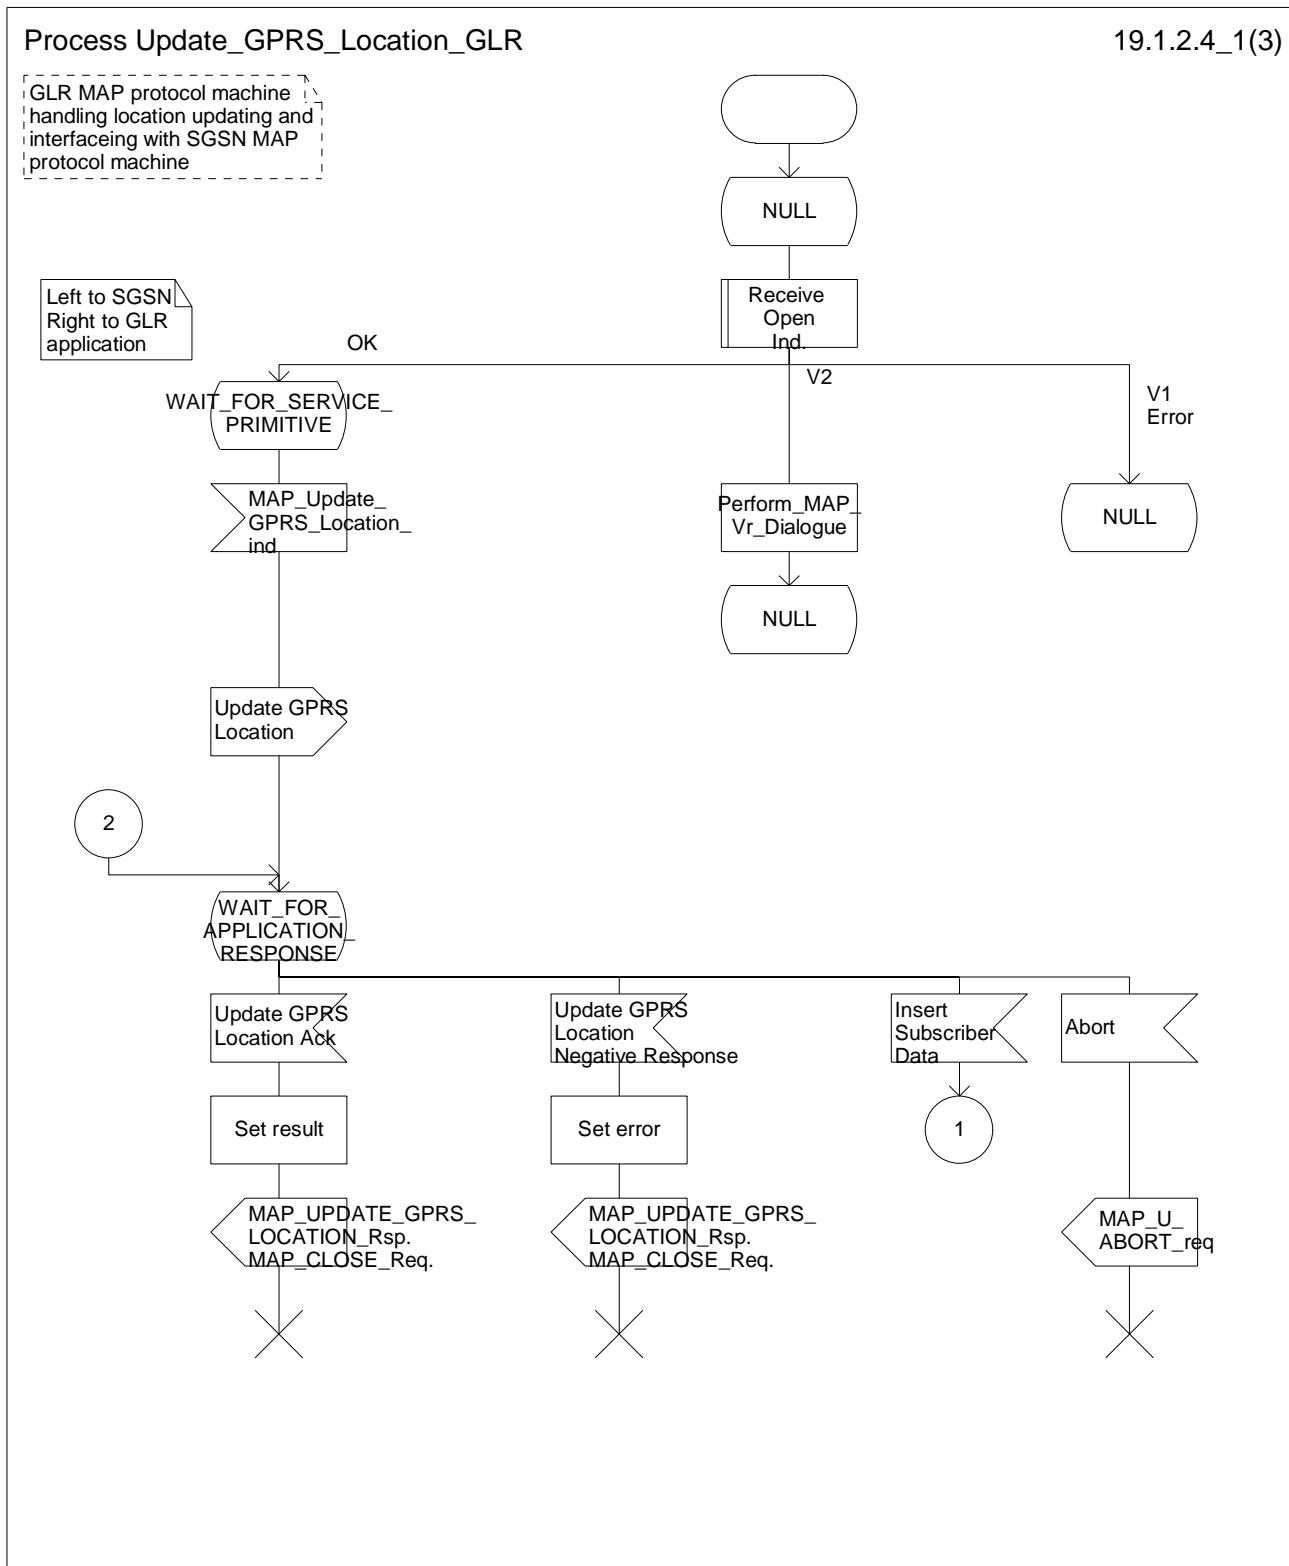 Process Update_GPRS_Location_GLR
19.1.2.4_1(3)
GLR MAP protocol machine
handling location updating and
interfaceing with SGSN MAP
protocol machine
NULL
Left to SGSN
Right to GLR
application
Receive
Open
Ind.
OK
V2
V1
Error
WAIT_FOR_SERVICE_
PRIMITIVE
MAP_Update_
GPRS_Location_
ind
Perform_MAP_
Vr_Dialogue
NULL
NULL
Update GPRS
Location
2
WAIT_FOR_
APPLICATION_
RESPONSE
Update GPRS
Location Ack
Update GPRS
Location
Negative Response
Insert
Subscriber
Data
Abort
Set result
Set error
1
MAP_UPDATE_GPRS_
LOCATION_Rsp.
MAP_CLOSE_Req.
MAP_UPDATE_GPRS_
LOCATION_Rsp.
MAP_CLOSE_Req.
MAP_U_
ABORT_req